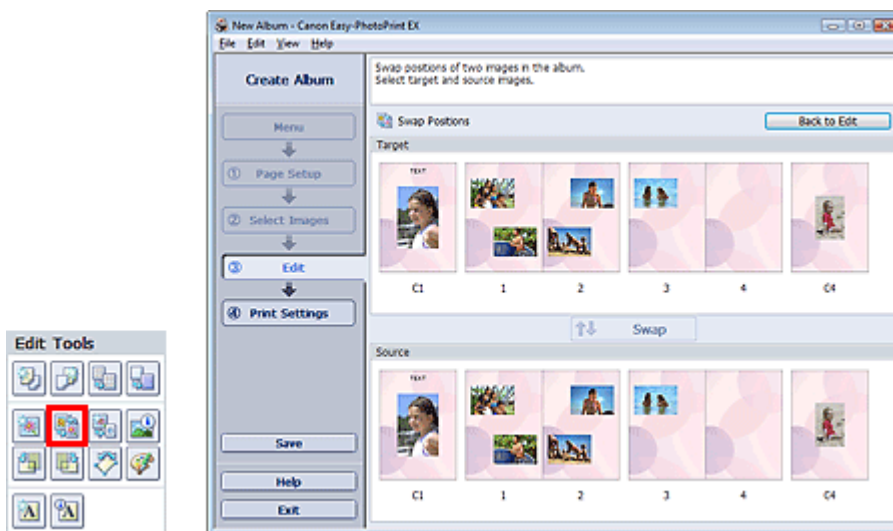 New Album - Canon Easy-PhotoPrint EX
File Edit View Help
Create Album
Swap positions of two images in the album.
Select target and source images.
Menu
Swap Positions
Back to Edit
Target
① Page Setup
② Select Images
③ Edit
④ Print Settings
TEXT
C1 1 2 3 4 C4
Swap
Source
TEXT
C1 1 2 3 4 C4
Save
Help
Exit
Edit Tools
A A